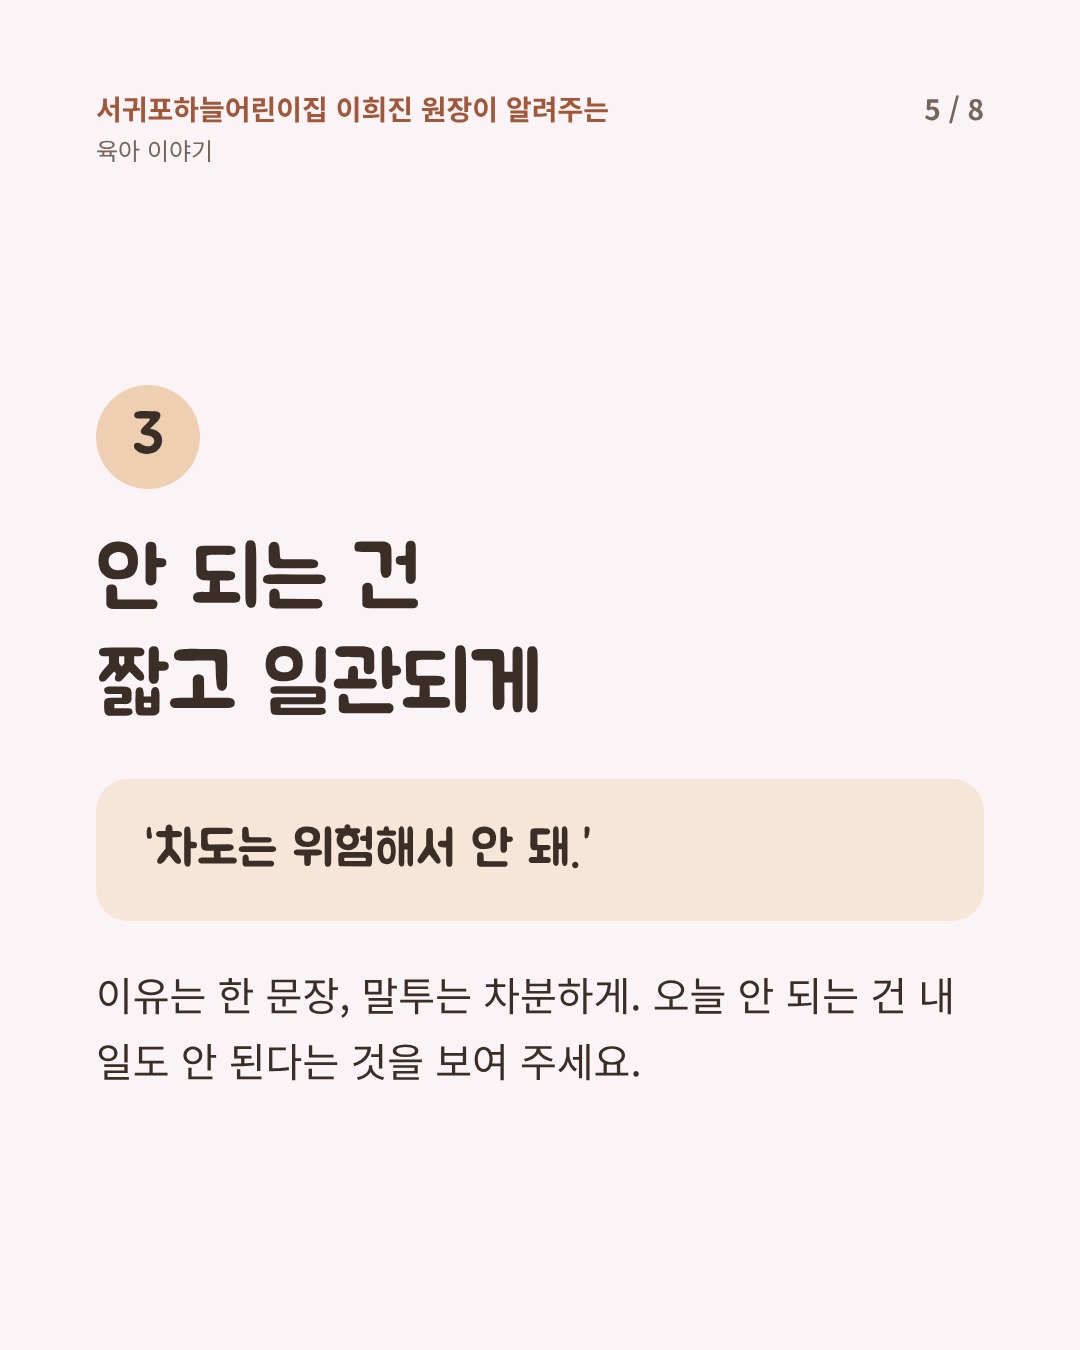 서귀포하늘어린이집 이희진 원장이 알려주는
5 / 8
육아 이야기
3
안 되는 건
짧고 일관되게
‘차도는 위험해서 안 돼.’
이유는 한 문장, 말투는 차분하게. 오늘 안 되는 건 내
일도 안 된다는 것을 보여 주세요.